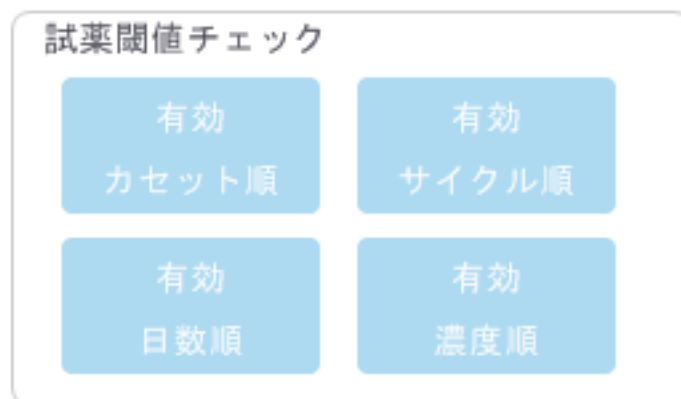 試薬閾値チェック
有効
カセット順
有効
サイクル順
有効
日数順
有効
濃度順